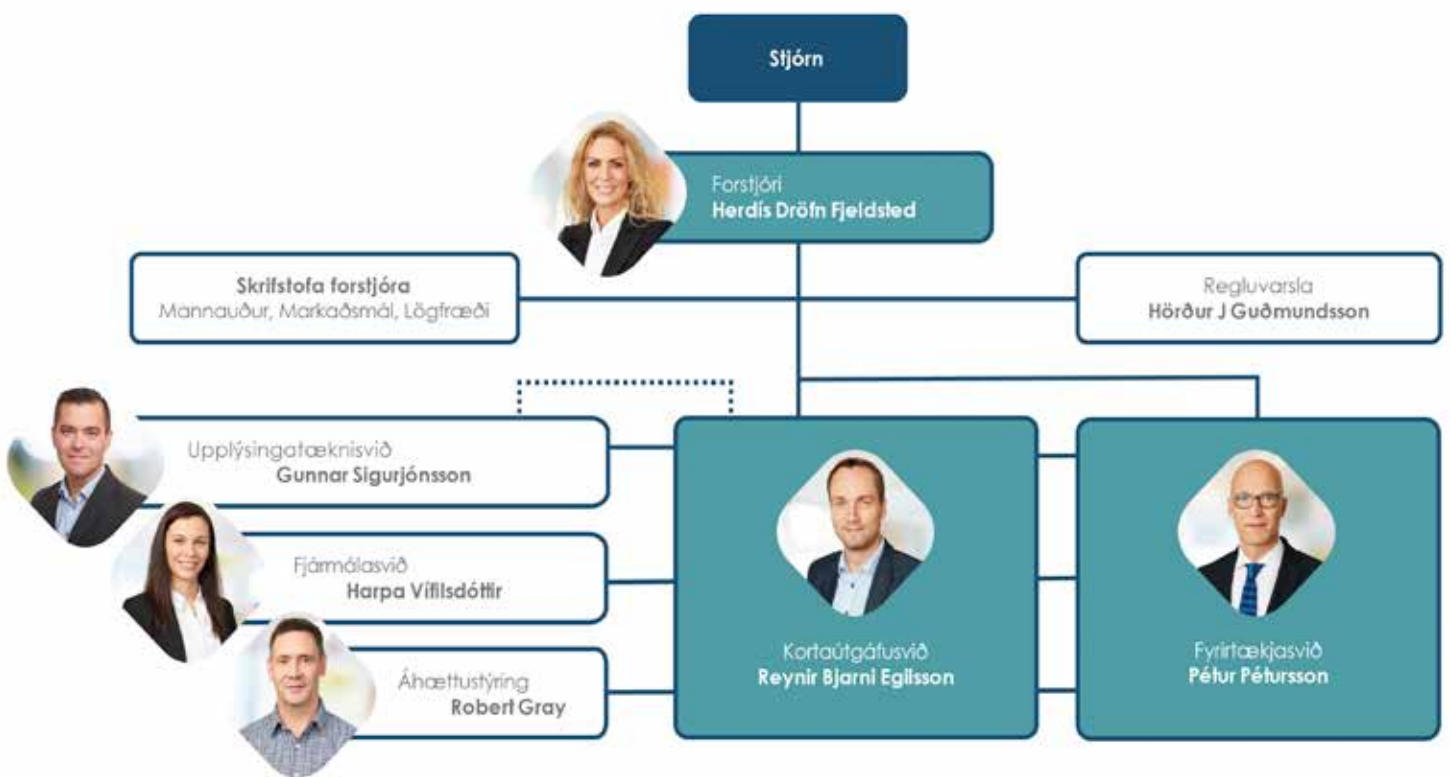 Stjórn
Forstjóri
Herdís Dröfn Fjeldsted
Skrifstofa forstjóra
Mannauður, Markaðsmál, Lögfræði
Regluvarsla
Hörður J Guðmundsson
Upplýsingatæknisvið
Gunnar Sigurjónsson
Fjármálasvið
Harpa Vífilsdóttir
Áhættustýring
Robert Gray
Kortaútgáfusvið
Reynir Bjarni Egilsson
Fyrirtækjasvið
Pétur Pétursson